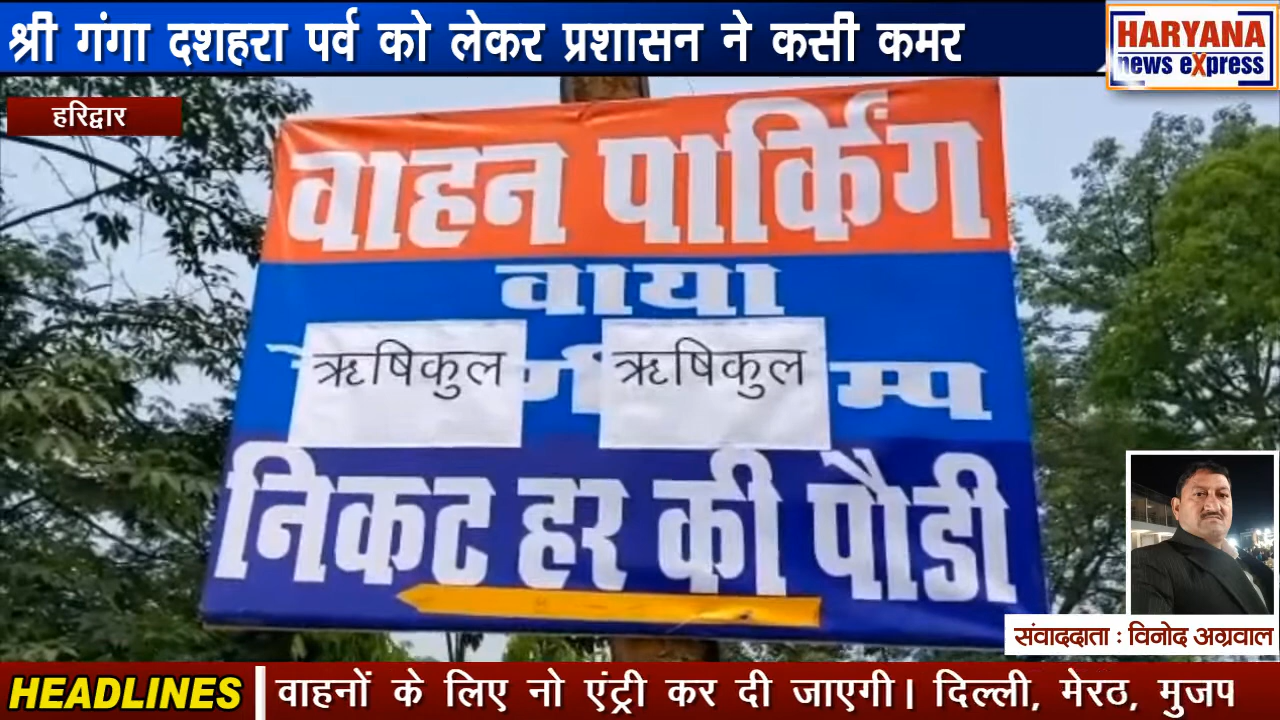 श्री गंगा दशहरा पर्व को लेकर प्रशासन ने कसी कमर
HARYANA
news eXpress
हरिद्वार
वाहन पार्किंग
वाया
ऋषिकुल ऋषिकुल म्प
निकट हर की पौडी
संवाददाता : विनोद अग्रवाल
HEADLINES वाहनों के लिए नो एंट्री कर दी जाएगी। दिल्ली, मेरठ, मुजप